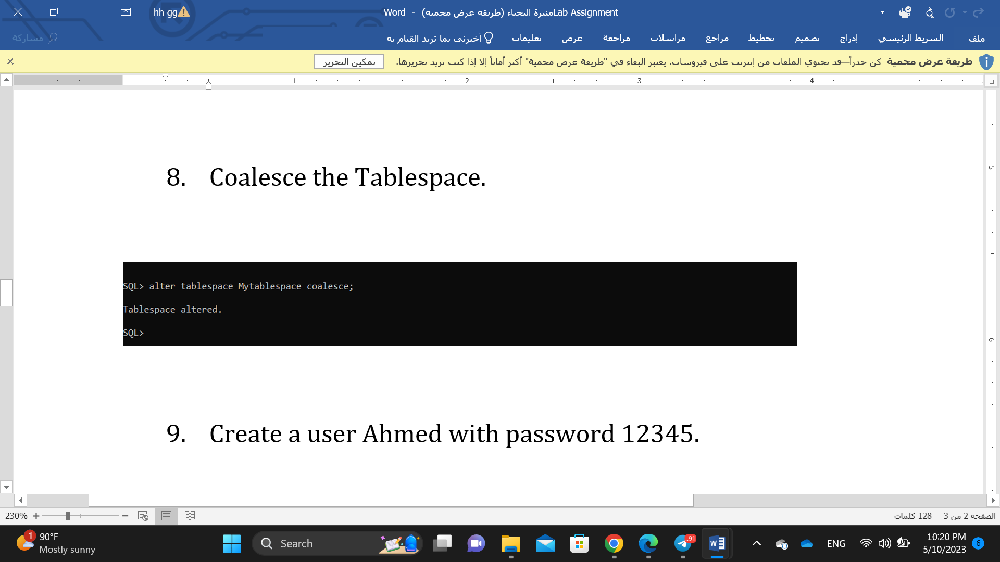 hh gg
منيرة اليحياء (طريقة عرض محمية) - Word
Lab Assignment
ملف
الشريط الرئيسي
إدراج
تصميم
تخطيط
مراجع
مراسلات
مراجعة
عرض
تعليمات
أخبرني بما تريد القيام به
مشاركة
طريقة عرض محمية كن حذراً—قد تحتوي الملفات من إنترنت على فيروسات. يعتبر البقاء في "طريقة عرض محمية" أكثر أماناً إلا إذا كنت تريد تحريرها.
تمكين التحرير
1 2 3 4
5
6
8. Coalesce the Tablespace.
SQL> alter tablespace Mytablespace coalesce;
Tablespace altered.
SQL>
9. Create a user Ahmed with password 12345.
230%
128 كلمات
الصفحة 2 من 3
1
90°F
Mostly sunny
Search
..91
W
ENG
10:20 PM
5/10/2023
6